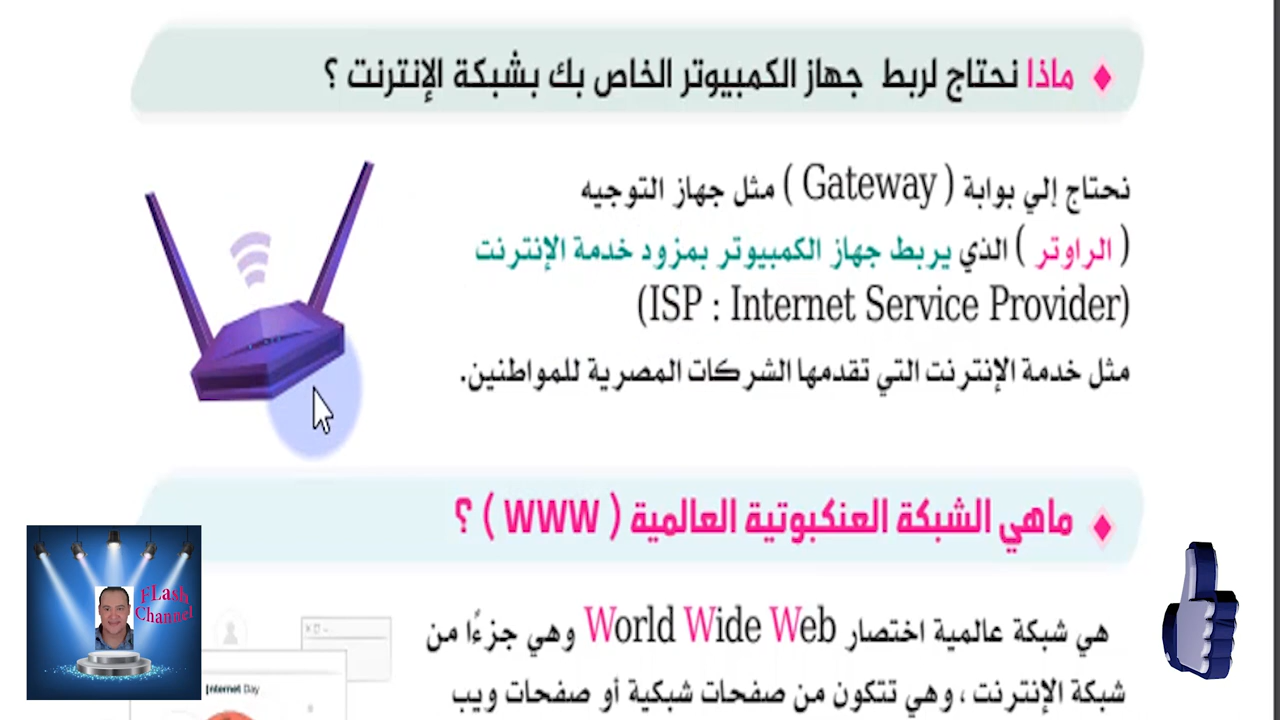 ماذا نحتاج لربط جهاز الكمبيوتر الخاص بك بشبكة الإنترنت ؟
نحتاج إلي بوابة ( Gateway ) مثل جهاز التوجيه
( الراوتر ) الذي يربط جهاز الكمبيوتر بمزود خدمة الإنترنت
(ISP : Internet Service Provider)
مثل خدمة الإنترنت التي تقدمها الشركات المصرية للمواطنين.
ماهي الشبكة العنكبوتية العالمية ( WWW ) ؟
هي شبكة عالمية اختصار World Wide Web وهي جزءًا من
شبكة الإنترنت ، وهي تتكون من صفحات شبكية أو صفحات ويب
FLash
Channel
Internet Day